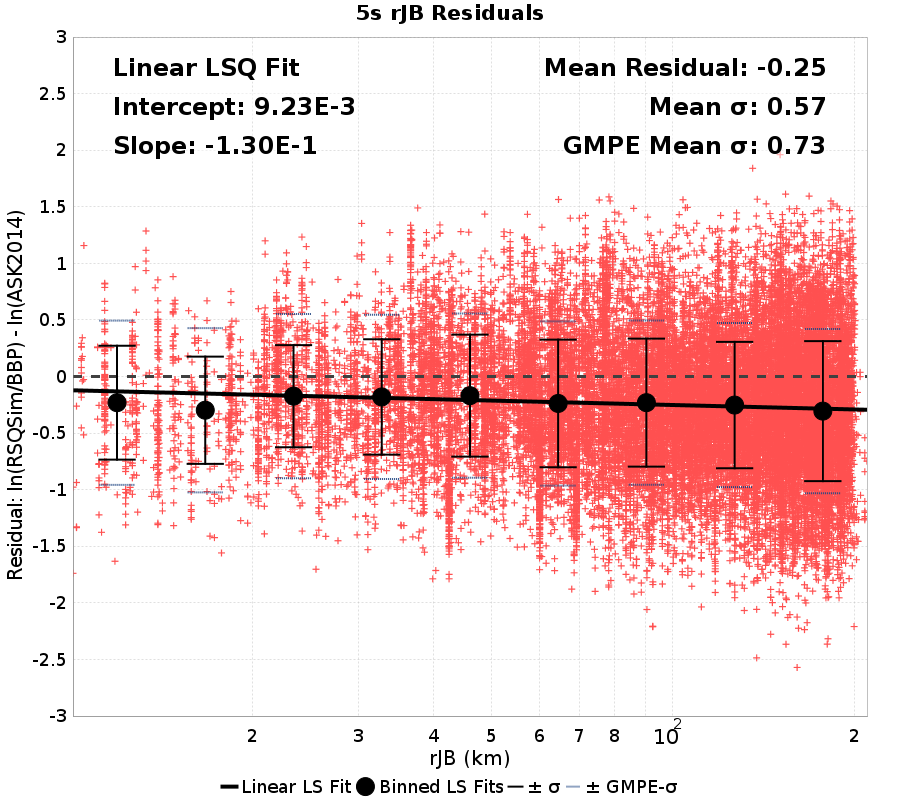 5s rJB Residuals
Linear LSQ Fit
Intercept: 9.23E-3
Slope: -1.30E-1
Mean Residual: -0.25
Mean σ: 0.57
GMPE Mean σ: 0.73
Residual: ln(RSQSim/BBP) - ln(ASK2014)
3
2.5
2
1.5
1
0.5
0
-0.5
-1
-1.5
-2
-2.5
-3
2 3 4 5 6 7 8 10² 2
rJB (km)
Linear LS Fit Binned LS Fits ± σ ± GMPE-σ